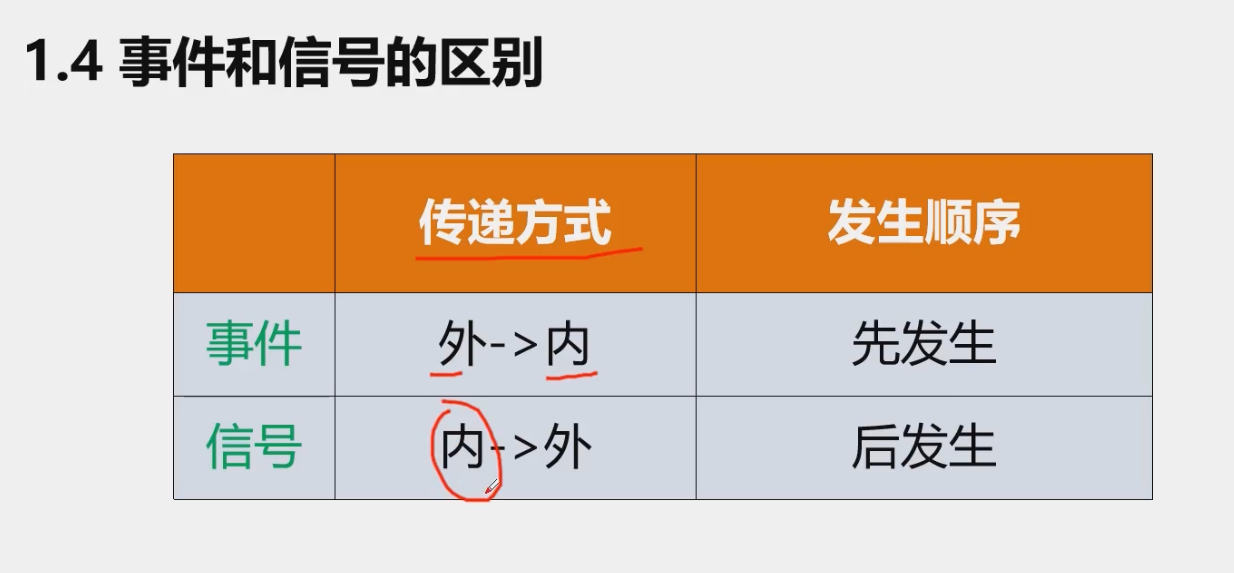 1.4 事件和信号的区别
传递方式 发生顺序
事件 外->内 先发生
信号 内->外 后发生